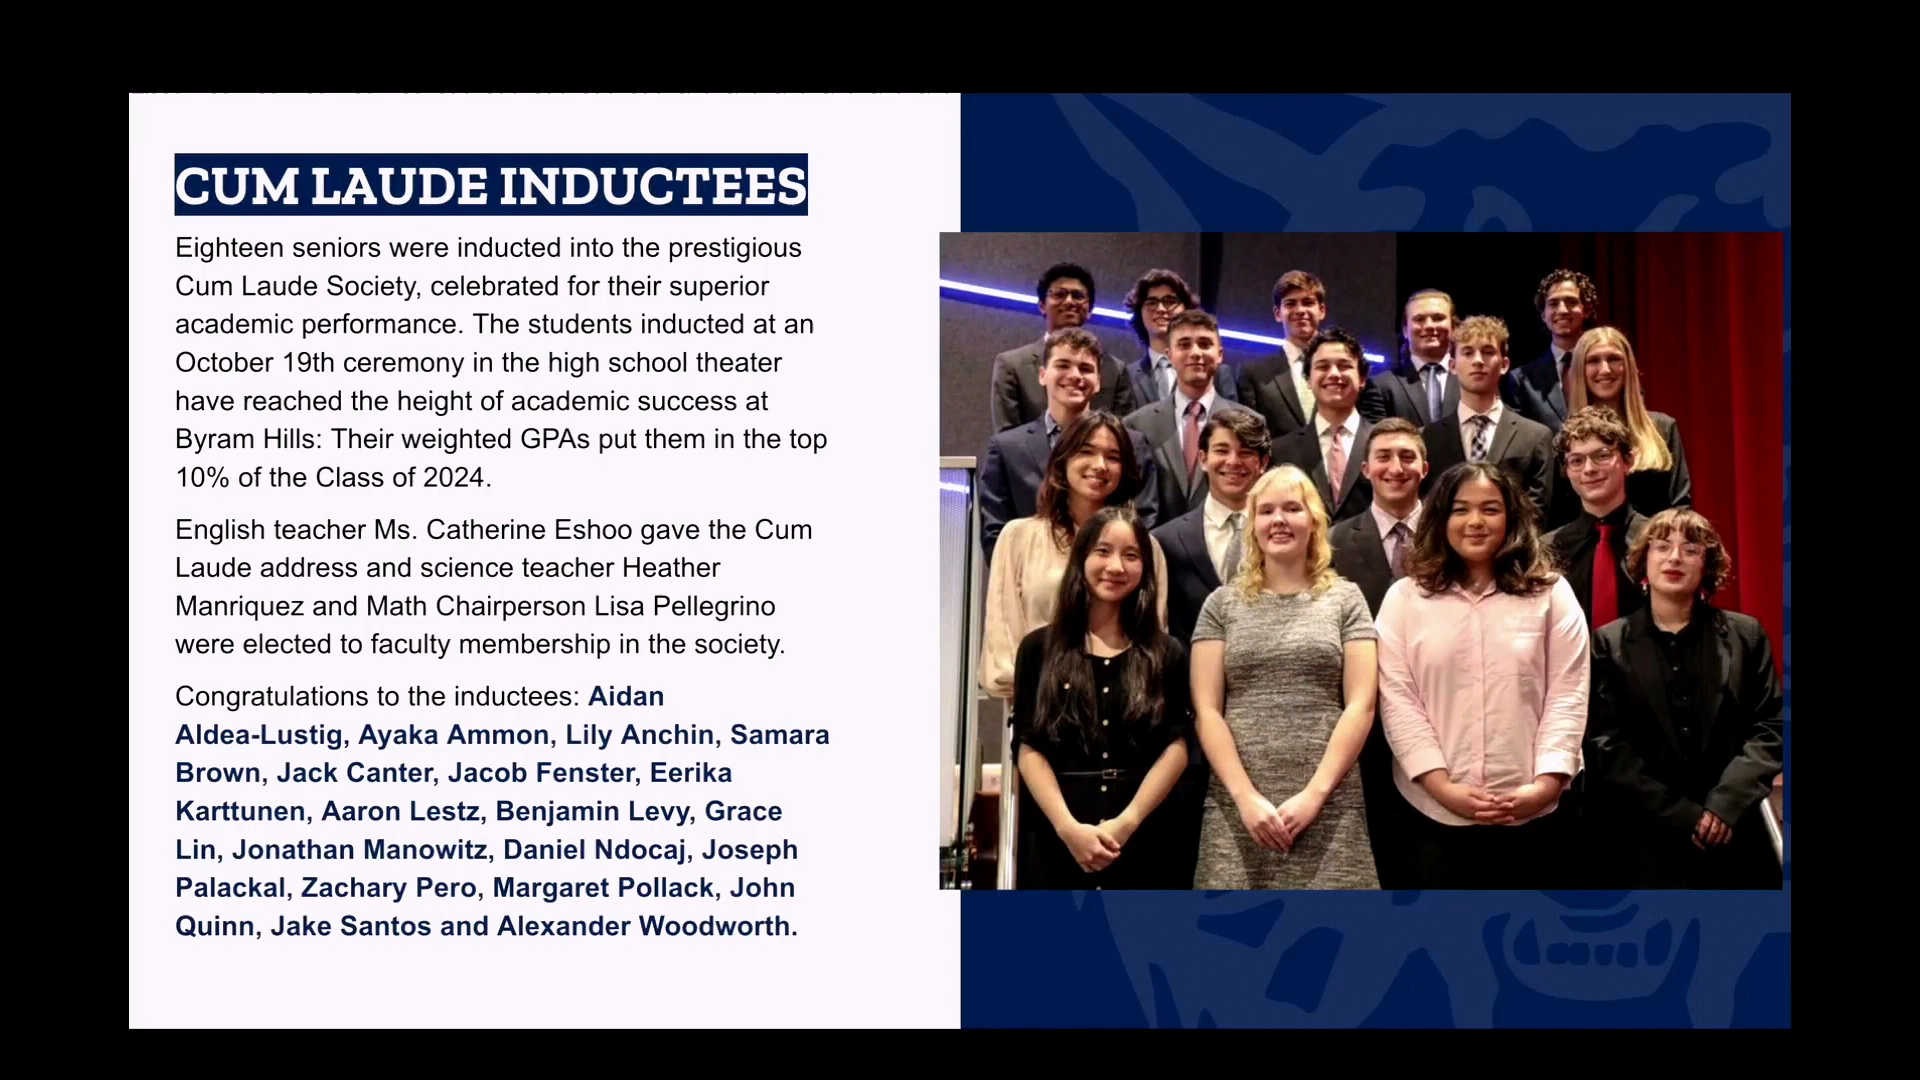 CUM LAUDE INDUCTEES
Eighteen seniors were inducted into the prestigious
Cum Laude Society, celebrated for their superior
academic performance. The students inducted at an
October 19th ceremony in the high school theater
have reached the height of academic success at
Byram Hills: Their weighted GPAs put them in the top
10% of the Class of 2024.
English teacher Ms. Catherine Eshoo gave the Cum
Laude address and science teacher Heather
Manriquez and Math Chairperson Lisa Pellegrino
were elected to faculty membership in the society.
Congratulations to the inductees: Aidan
Aldea-Lustig, Ayaka Ammon, Lily Anchin, Samara
Brown, Jack Canter, Jacob Fenster, Eerika
Karttunen, Aaron Lestz, Benjamin Levy, Grace
Lin, Jonathan Manowitz, Daniel Ndocaj, Joseph
Palackal, Zachary Pero, Margaret Pollack, John
Quinn, Jake Santos and Alexander Woodworth.